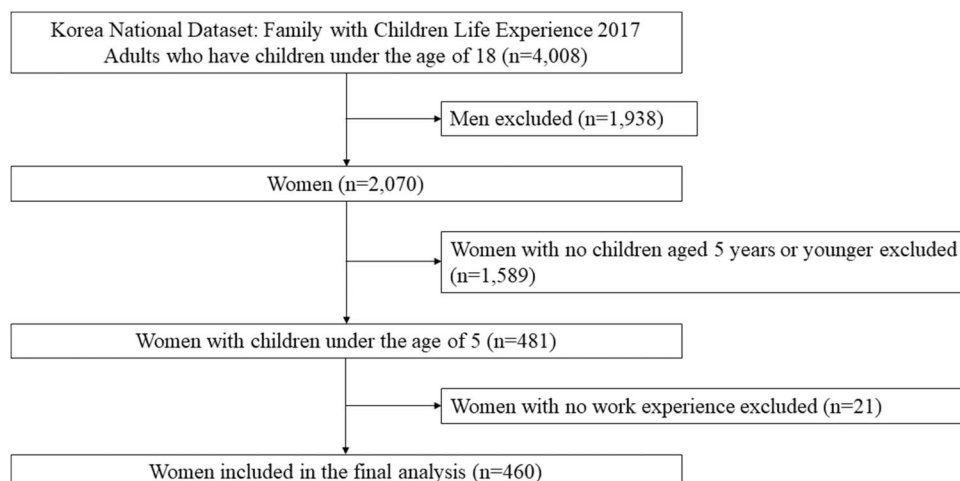 Korea National Dataset: Family with Children Life Experience 2017
Adults who have children under the age of 18 (n=4,008)
Men excluded (n=1,938)
Women (n=2,070)
Women with no children aged 5 years or younger excluded
(n=1,589)
Women with children under the age of 5 (n=481)
Women with no work experience excluded (n=21)
Women included in the final analysis (n=460)